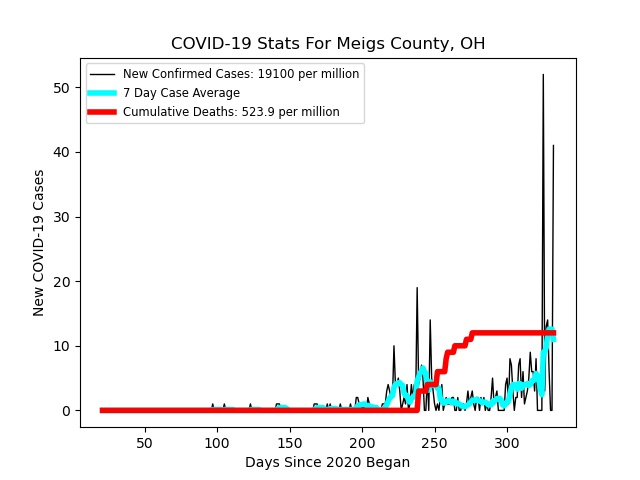 COVID-19 Stats For Meigs County, OH
New Confirmed Cases: 19100 per million
7 Day Case Average
Cumulative Deaths: 523.9 per million
New COVID-19 Cases
50
40
30
20
10
0
50 100 150 200 250 300
Days Since 2020 Began